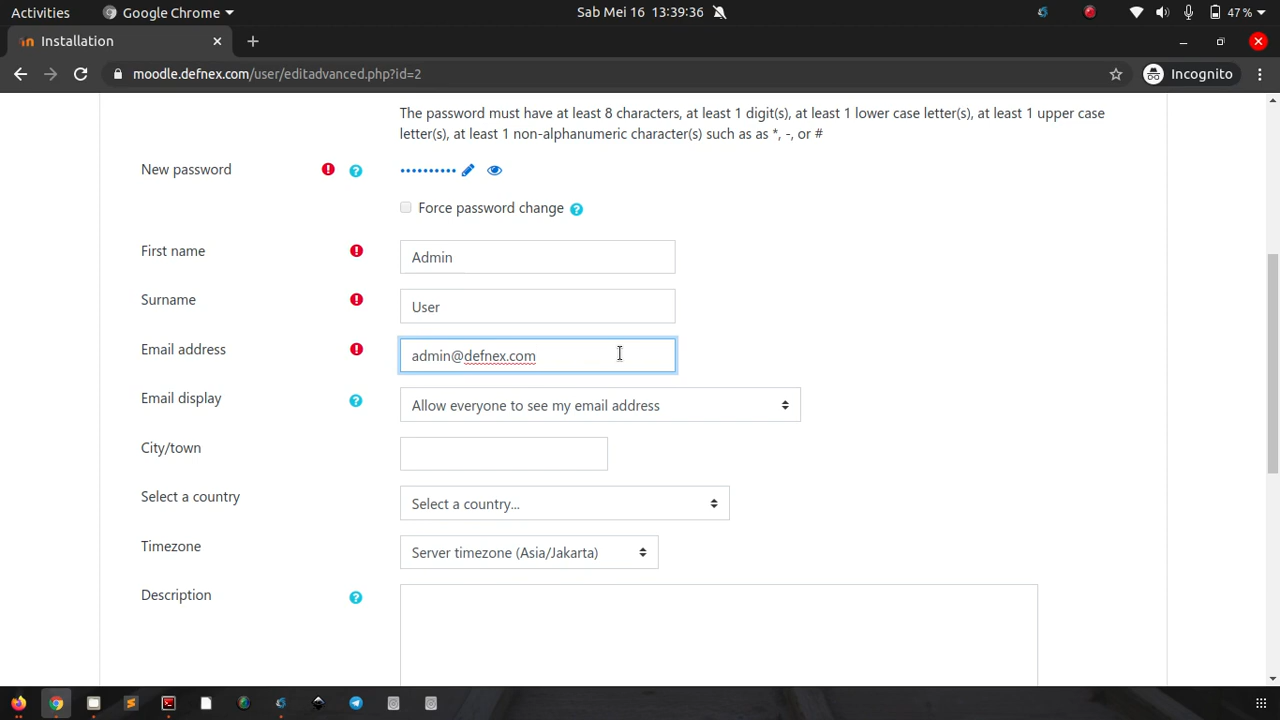 Activities
Google Chrome
Sab Mei 16 13:39:36
47%
Installation
moodle.defnex.com/user/editadvanced.php?id=2
Incognito
The password must have at least 8 characters, at least 1 digit(s), at least 1 lower case letter(s), at least 1 upper case
letter(s), at least 1 non-alphanumeric character(s) such as as *, -, or #
New password
••••••••••
Force password change
First name
Admin
Surname
User
Email address
admin@defnex.com
Email display
Allow everyone to see my email address
City/town
Select a country
Select a country...
Timezone
Server timezone (Asia/Jakarta)
Description